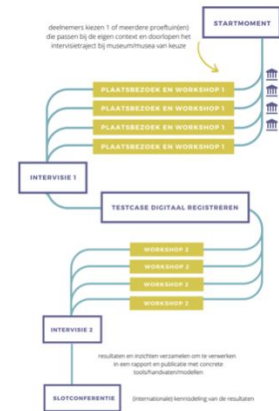 STARTMOMENT
deelnemers kiezen 1 of meerdere proeftuin(en)
die passen bij de eigen context en doorlopen het
intervisietraject bij museum/musea van keuze
PLAATSBEZOEK EN WORKSHOP 1
PLAATSBEZOEK EN WORKSHOP 1
PLAATSBEZOEK EN WORKSHOP 1
PLAATSBEZOEK EN WORKSHOP 1
INTERVISIE 1
TESTCASE DIGITAAL REGISTREREN
WORKSHOP 2
WORKSHOP 2
WORKSHOP 2
WORKSHOP 2
INTERVISIE 2
resultaten en inzichten verzamelen om te verwerken
in een rapport en publicatie met concrete
tools/handvaten/modellen
SLOTCONFERENTIE
(internationale) kennisdeling van de resultaten